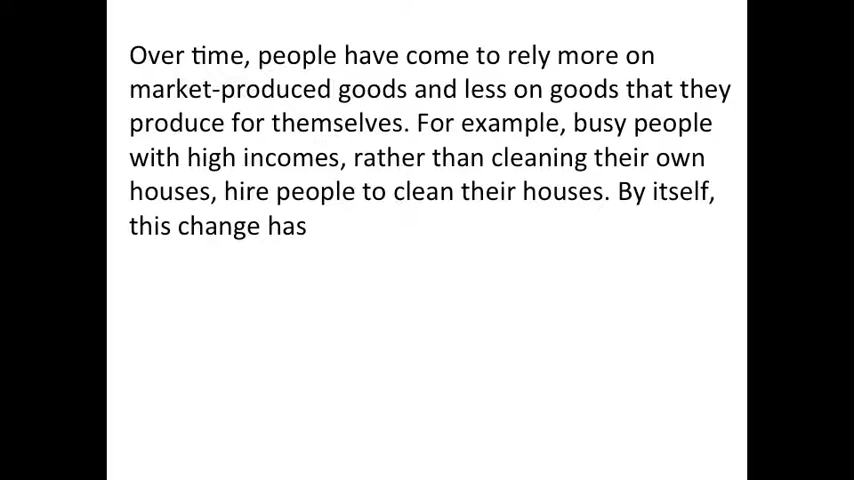 Over time, people have come to rely more on
market-produced goods and less on goods that they
produce for themselves. For example, busy people
with high incomes, rather than cleaning their own
houses, hire people to clean their houses. By itself,
this change has